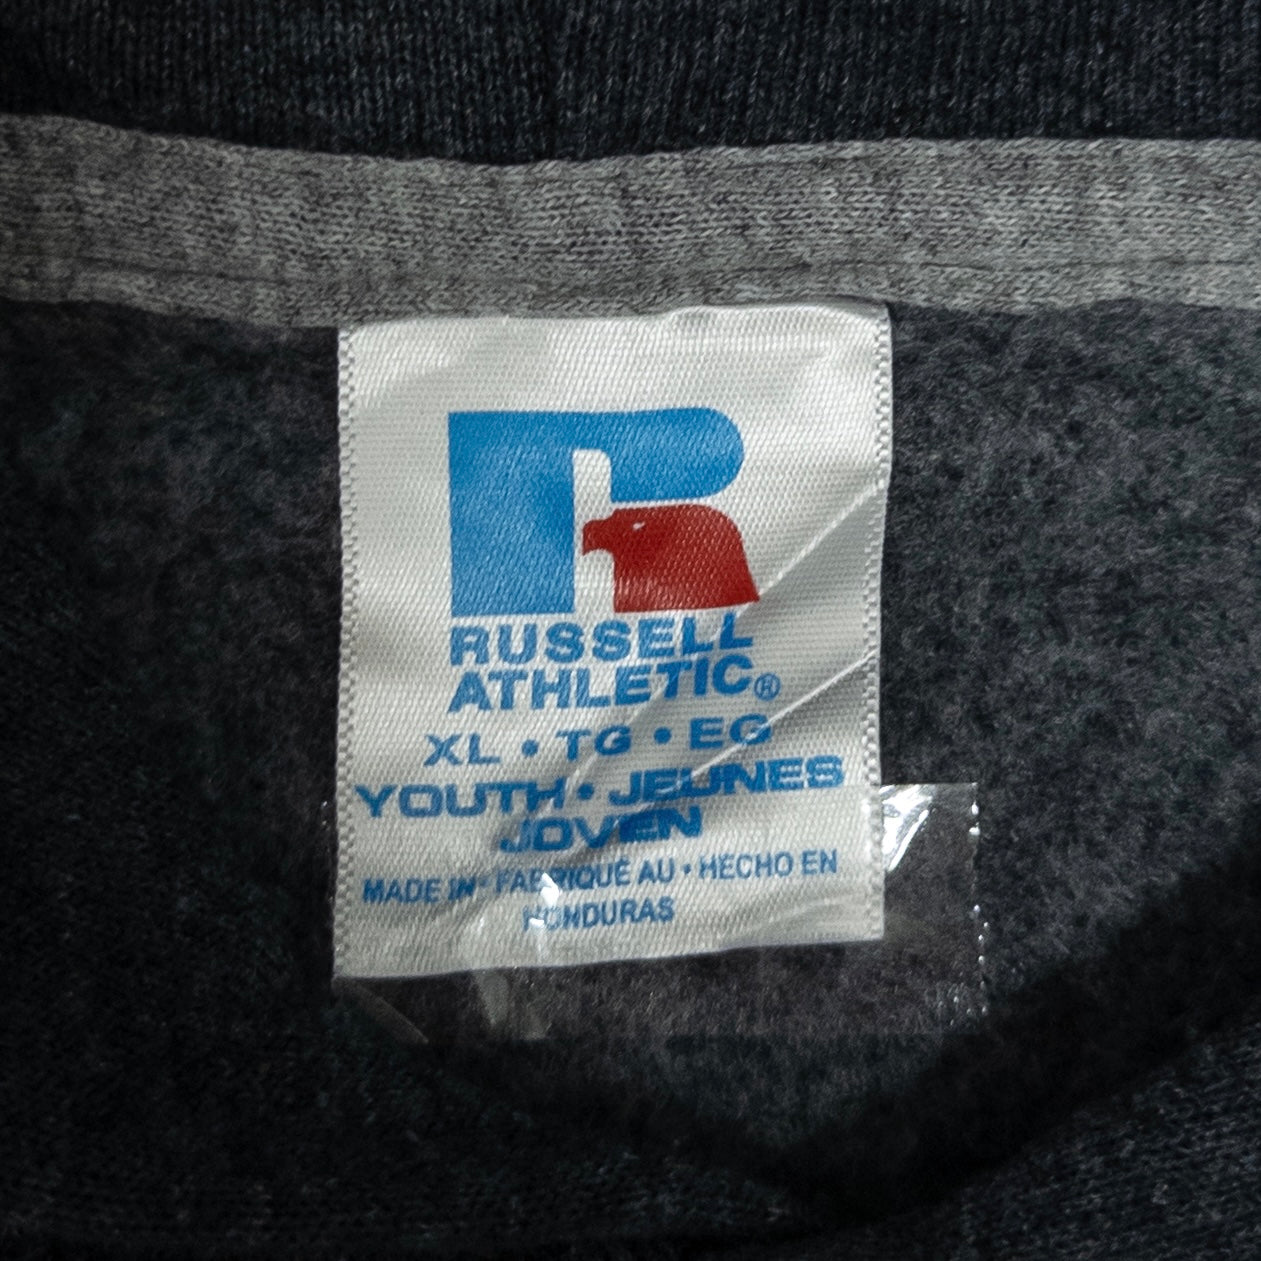 RUSSELL
ATHLETIC®
XL • TG • EG
YOUTH • JEUNES
JOVEN
MADE IN • FABRIQUÉ AU • HECHO EN
HONDURAS